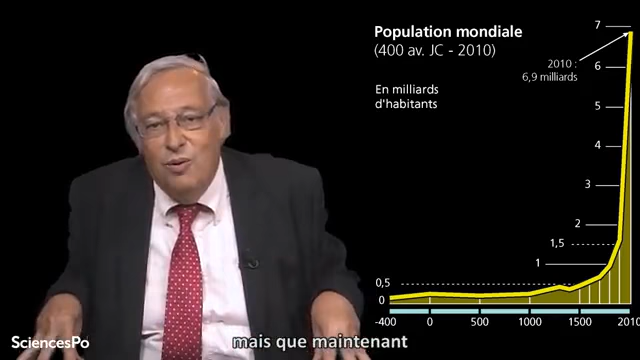 Population mondiale
(400 av. JC - 2010)
En milliards
d'habitants
2010 :
6,9 milliards
7
6
5
4
3
2
1,5
1
0,5
0
-400 0 500 1000 1500 2010
mais que maintenant
SciencesPo